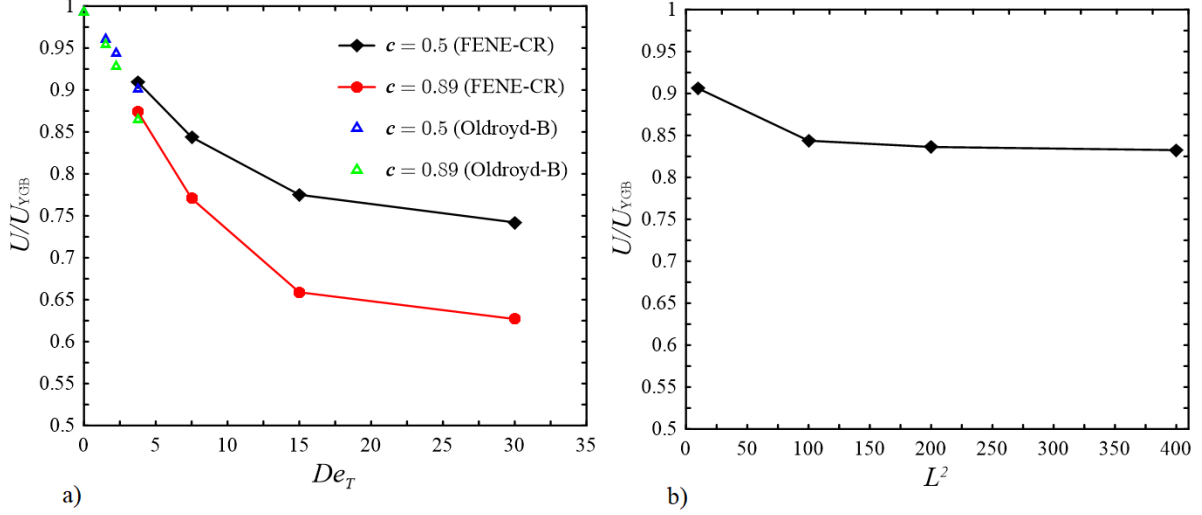 1
0.95
0.9
0.85
0.8
0.75
0.7
0.65
0.6
0.55
0.5
U/U_YGB
0 5 10 15 20 25 30 35
De_T
c = 0.5 (FENE-CR)
c = 0.89 (FENE-CR)
c = 0.5 (Oldroyd-B)
c = 0.89 (Oldroyd-B)
a)
1
0.95
0.9
0.85
0.8
0.75
0.7
0.65
0.6
0.55
0.5
U/U_YGB
0 50 100 150 200 250 300 350 400
L²
b)